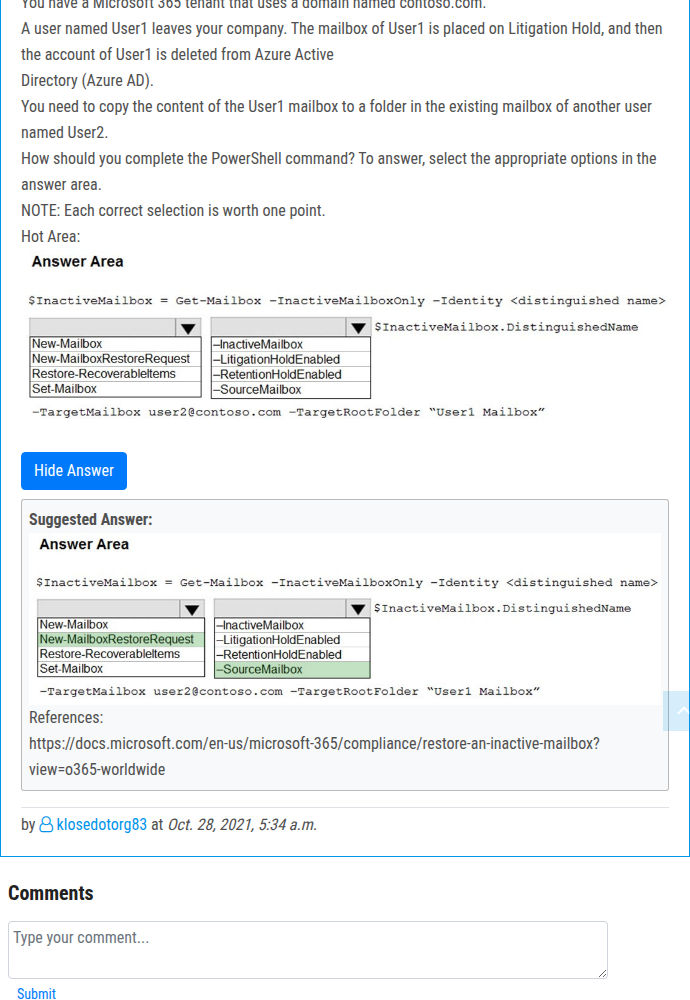 You have a Microsoft 365 tenant that uses a domain named contoso.com.
A user named User1 leaves your company. The mailbox of User1 is placed on Litigation Hold, and then
the account of User1 is deleted from Azure Active
Directory (Azure AD).
You need to copy the content of the User1 mailbox to a folder in the existing mailbox of another user
named User2.
How should you complete the PowerShell command? To answer, select the appropriate options in the
answer area.
NOTE: Each correct selection is worth one point.
Hot Area:
Answer Area
$InactiveMailbox = Get-Mailbox –InactiveMailboxOnly –Identity <distinguished name>
$InactiveMailbox.DistinguishedName
New-Mailbox
New-MailboxRestoreRequest
Restore-RecoverableItems
Set-Mailbox
–InactiveMailbox
–LitigationHoldEnabled
–RetentionHoldEnabled
–SourceMailbox
–TargetMailbox user2@contoso.com –TargetRootFolder “User1 Mailbox”
Hide Answer
Suggested Answer:
Answer Area
$InactiveMailbox = Get-Mailbox –InactiveMailboxOnly –Identity <distinguished name>
$InactiveMailbox.DistinguishedName
New-Mailbox
New-MailboxRestoreRequest
Restore-RecoverableItems
Set-Mailbox
–InactiveMailbox
–LitigationHoldEnabled
–RetentionHoldEnabled
–SourceMailbox
–TargetMailbox user2@contoso.com –TargetRootFolder “User1 Mailbox”
References:
https://docs.microsoft.com/en-us/microsoft-365/compliance/restore-an-inactive-mailbox?
view=o365-worldwide
by klosedotorg83 at Oct. 28, 2021, 5:34 a.m.
Comments
Type your comment...
Submit